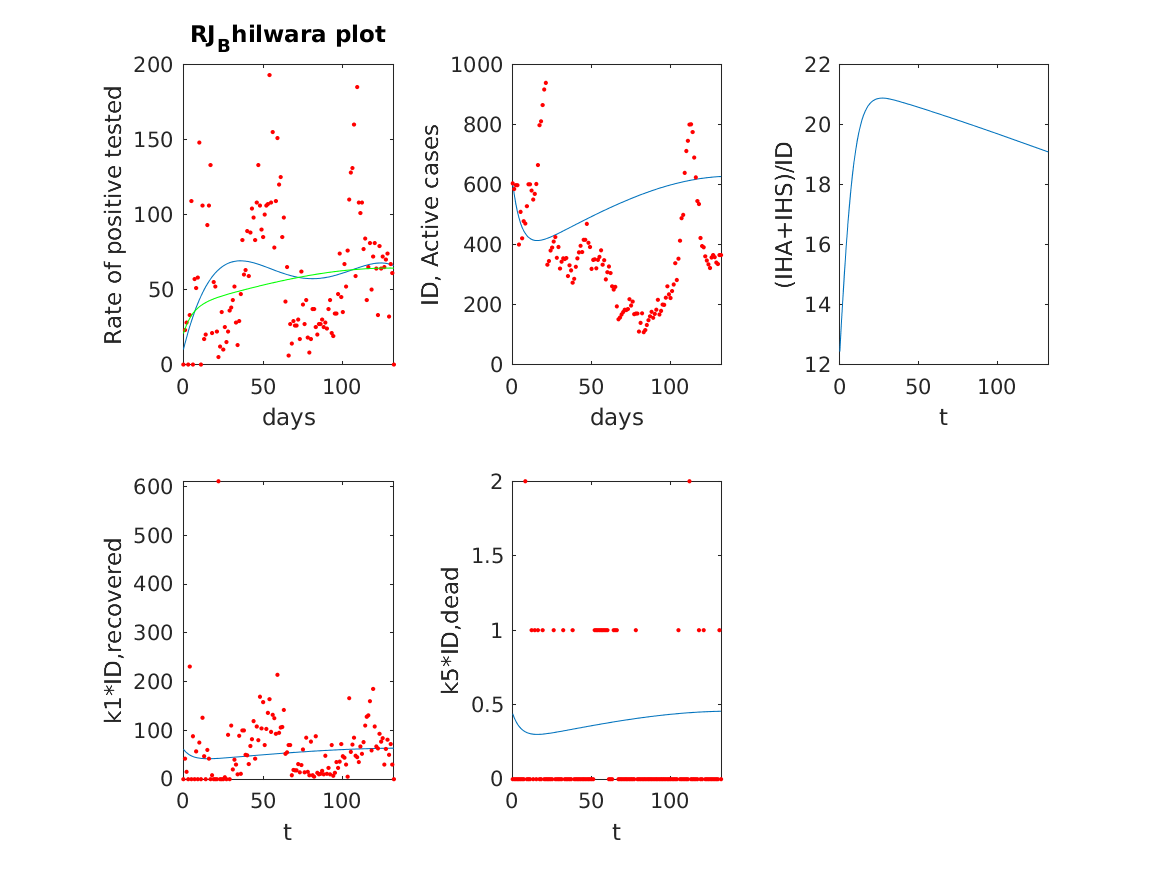 RJ_Bhilwara plot
200
150
100
50
0
0 50 100
Rate of positive tested
days
1000
800
600
400
200
0
0 50 100
ID, Active cases
days
22
20
18
16
14
12
0 50 100
(IHA+IHS)/ID
t
600
500
400
300
200
100
0
0 50 100
k1*ID,recovered
t
2
1.5
1
0.5
0
0 50 100
k5*ID,dead
t